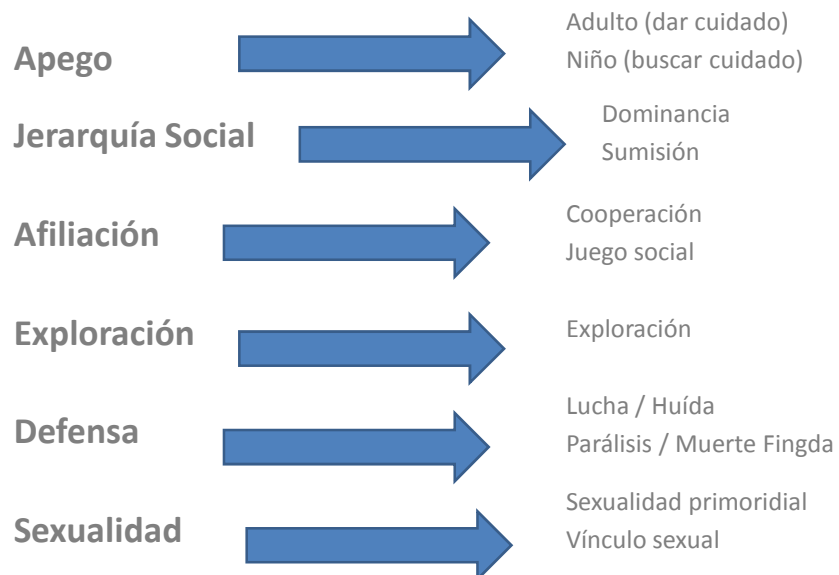 Apego
Adulto (dar cuidado)
Niño (buscar cuidado)
Jerarquía Social
Dominancia
Sumisión
Afiliación
Cooperación
Juego social
Exploración
Exploración
Defensa
Lucha / Huída
Parálisis / Muerte Fingda
Sexualidad
Sexualidad primoridial
Vínculo sexual